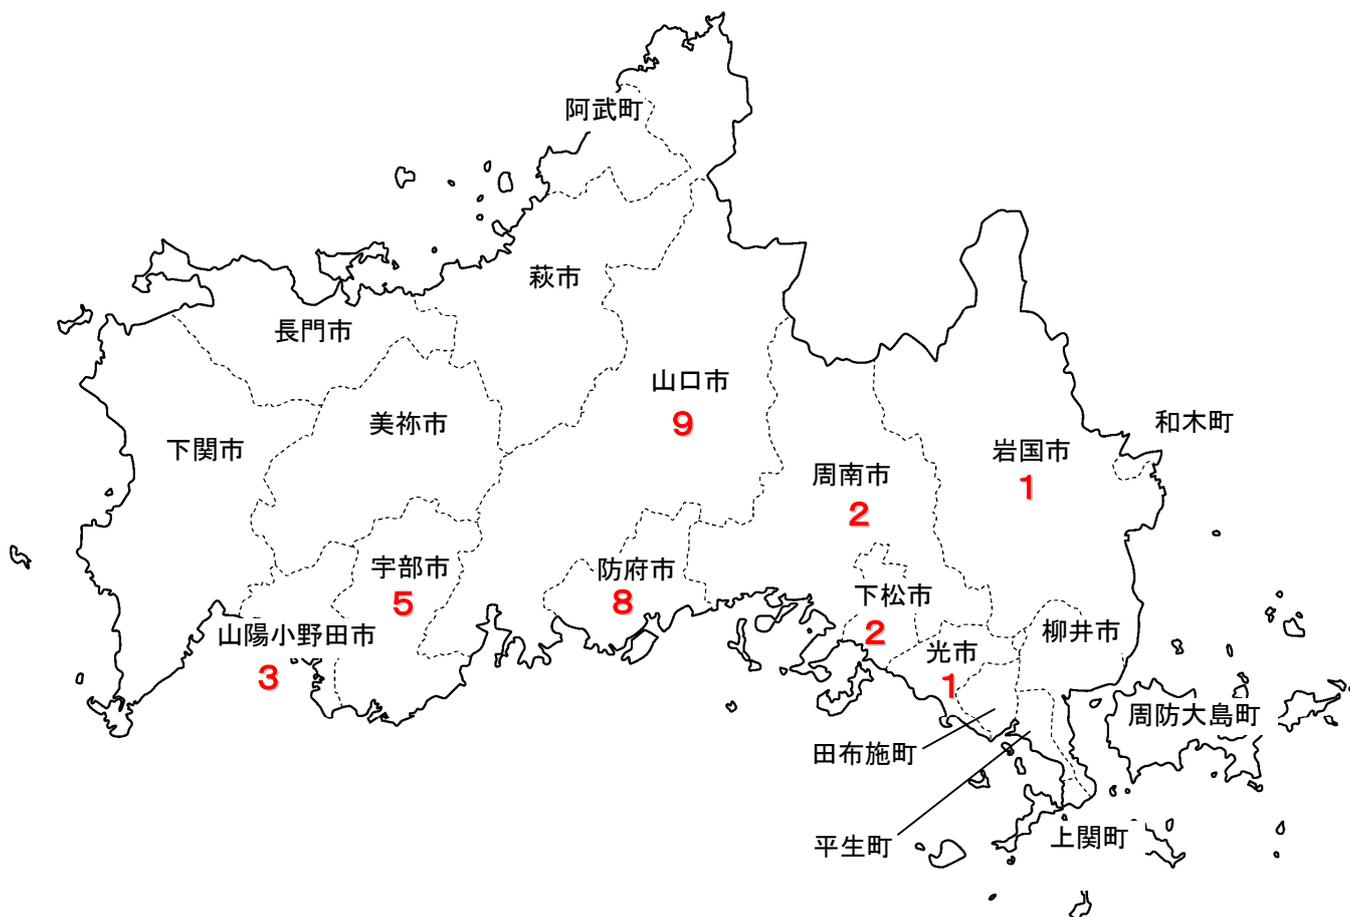 阿武町
萩市
長門市
山口市
9
美祢市
下関市
和木町
岩国市
1
周南市
2
宇部市
5
防府市
8
下松市
2
山陽小野田市
3
柳井市
光市
1
周防大島町
田布施町
平生町
上関町